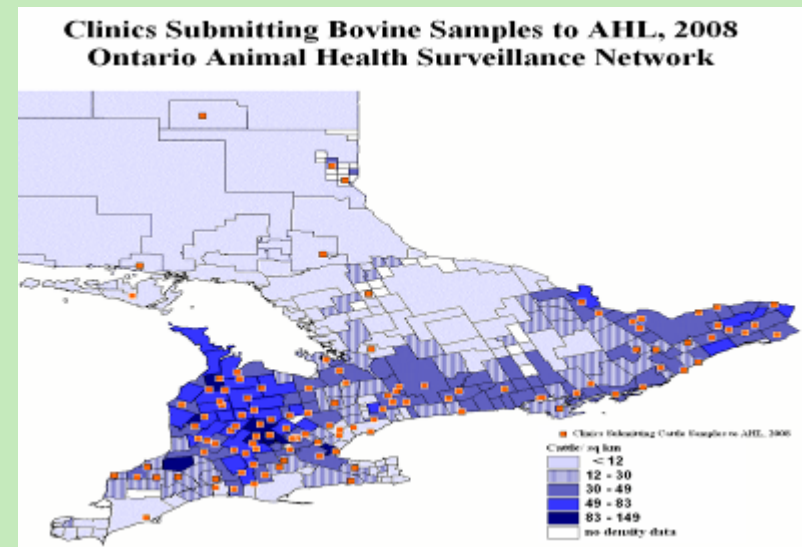 Clinics Submitting Bovine Samples to AHL, 2008
Ontario Animal Health Surveillance Network
Clinics Submitting Cattle Samples to AHL, 2008
Cattle/ sq km
< 12
12 - 30
30 - 49
49 - 83
83 - 149
no density data